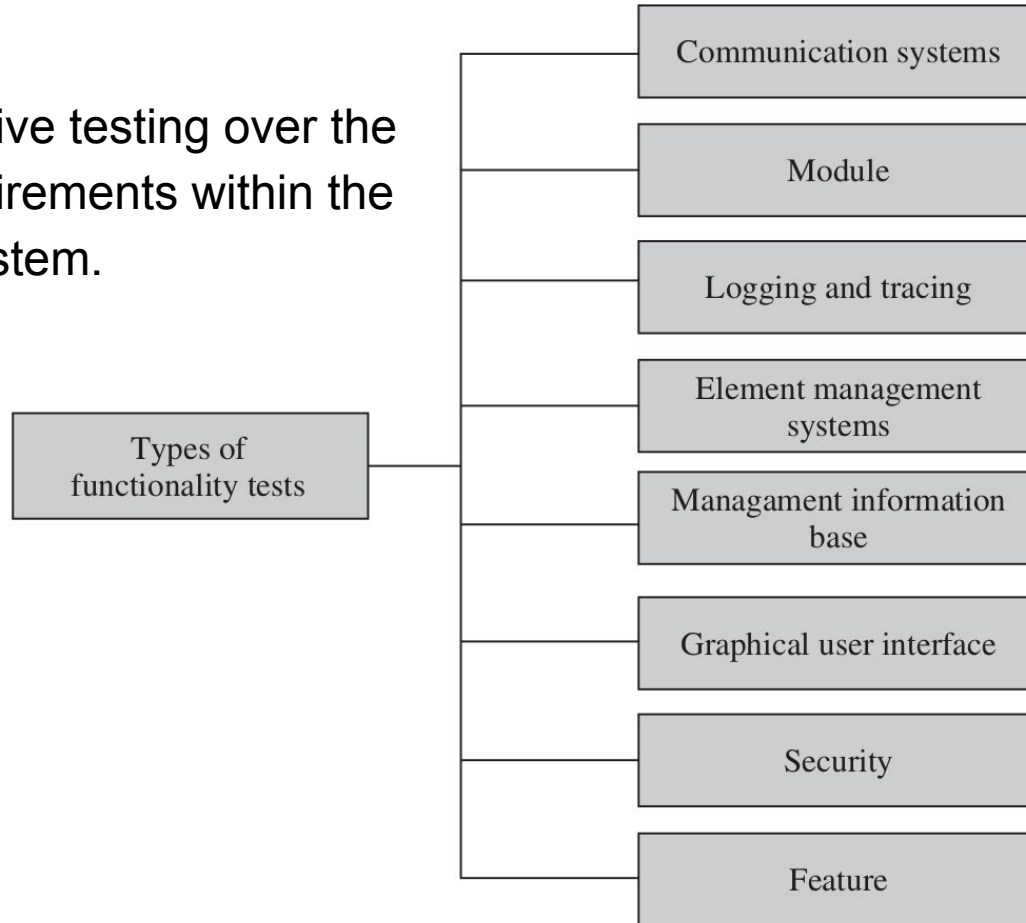 ive testing over the
irements within the
stem.
Types of
functionality tests
Communication systems
Module
Logging and tracing
Element management
systems
Managament information
base
Graphical user interface
Security
Feature